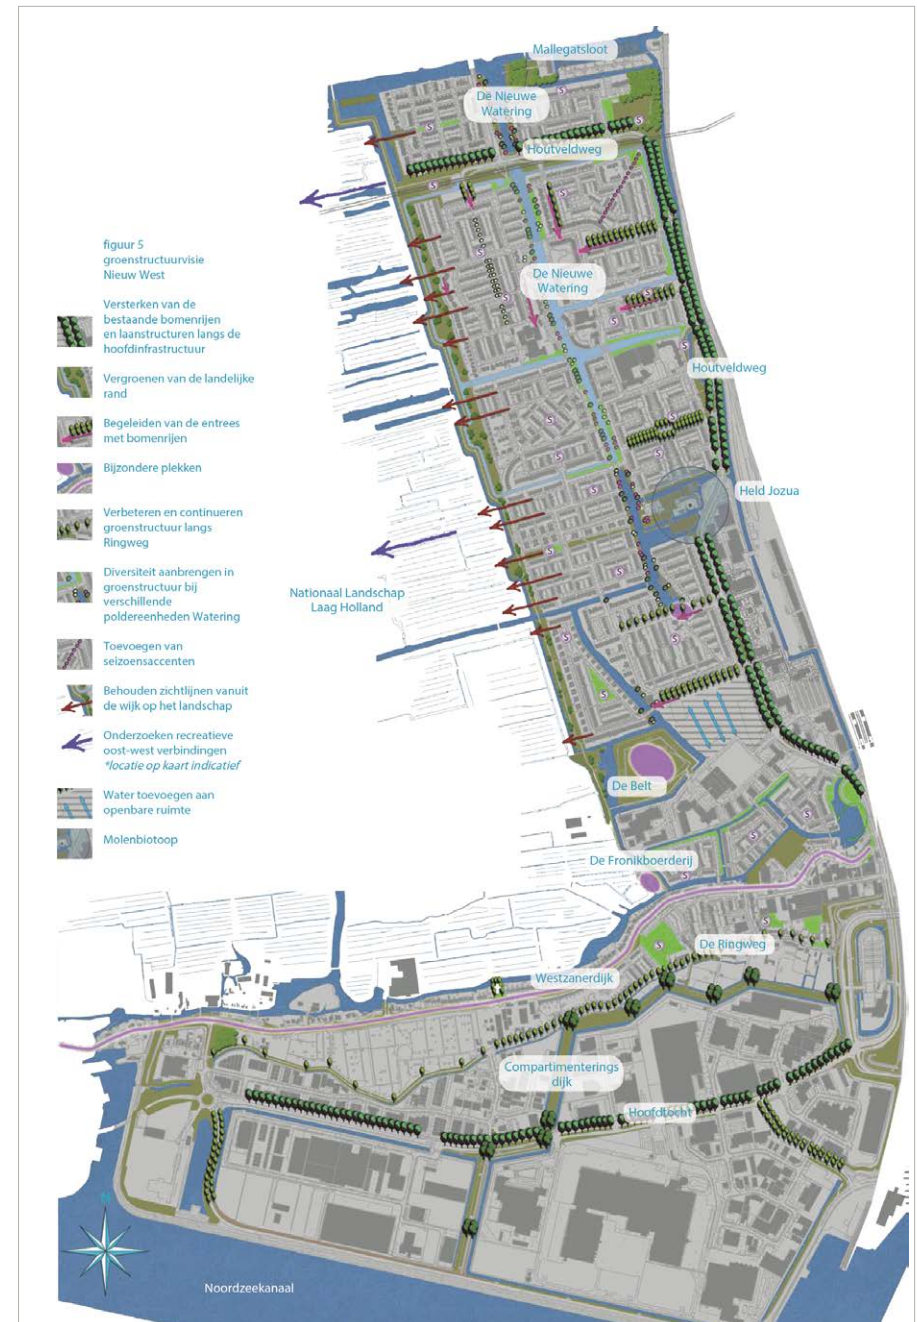 Mallegatsloot
De Nieuwe
Watering
Houtveldweg
figuur 5
groenstructuurvisie
Nieuw West
Versterken van de
bestaande bomenrijen
en laanstructuren langs de
hoofdinfrastructuur
Vergroenen van de landelijke
rand
Begeleiden van de entrees
met bomenrijen
Bijzondere plekken
Verbeteren en continueren
groenstructuur langs
Ringweg
Diversiteit aanbrengen in
groenstructuur bij
verschillende
poldereenheden Watering
Toevoegen van
seizoensaccenten
Behouden zichtlijnen vanuit
de wijk op het landschap
Onderzoeken recreatieve
oost-west verbindingen
*locatie op kaart indicatief
Water toevoegen aan
openbare ruimte
Molenbiotoop
De Nieuwe
Watering
Houtveldweg
Held Jozua
Nationaal Landschap
Laag Holland
De Belt
De Fronikboerderij
De Ringweg
Westzanerdijk
Compartimenterings
dijk
Hoofdtocht
N
Noordzeekanaal